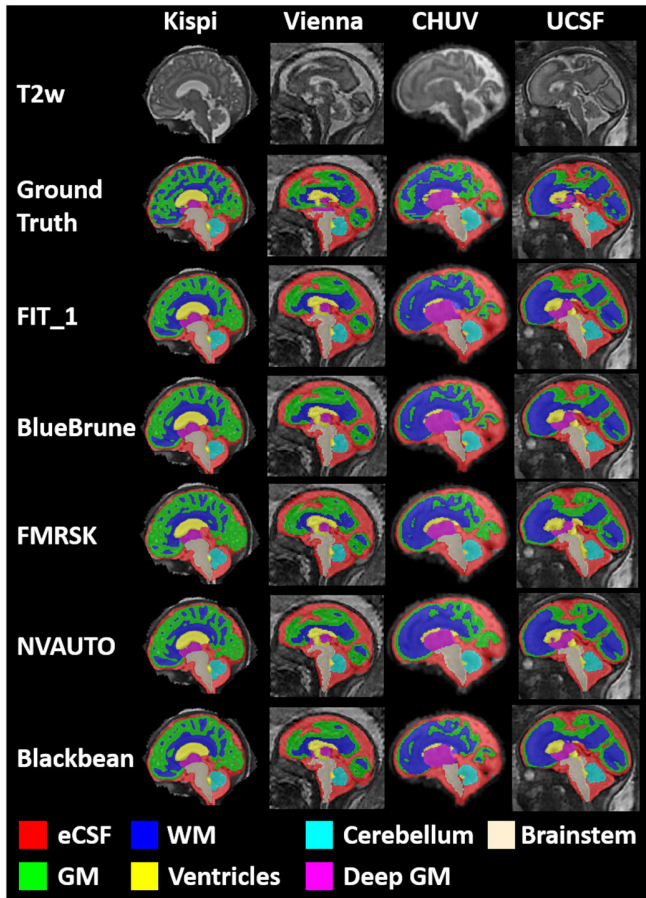 Kispi Vienna CHUV UCSF
T2w
Ground
Truth
FIT_1
BlueBrune
FMRSK
NVAUTO
Blackbean
eCSF WM Cerebellum Brainstem
GM Ventricles Deep GM